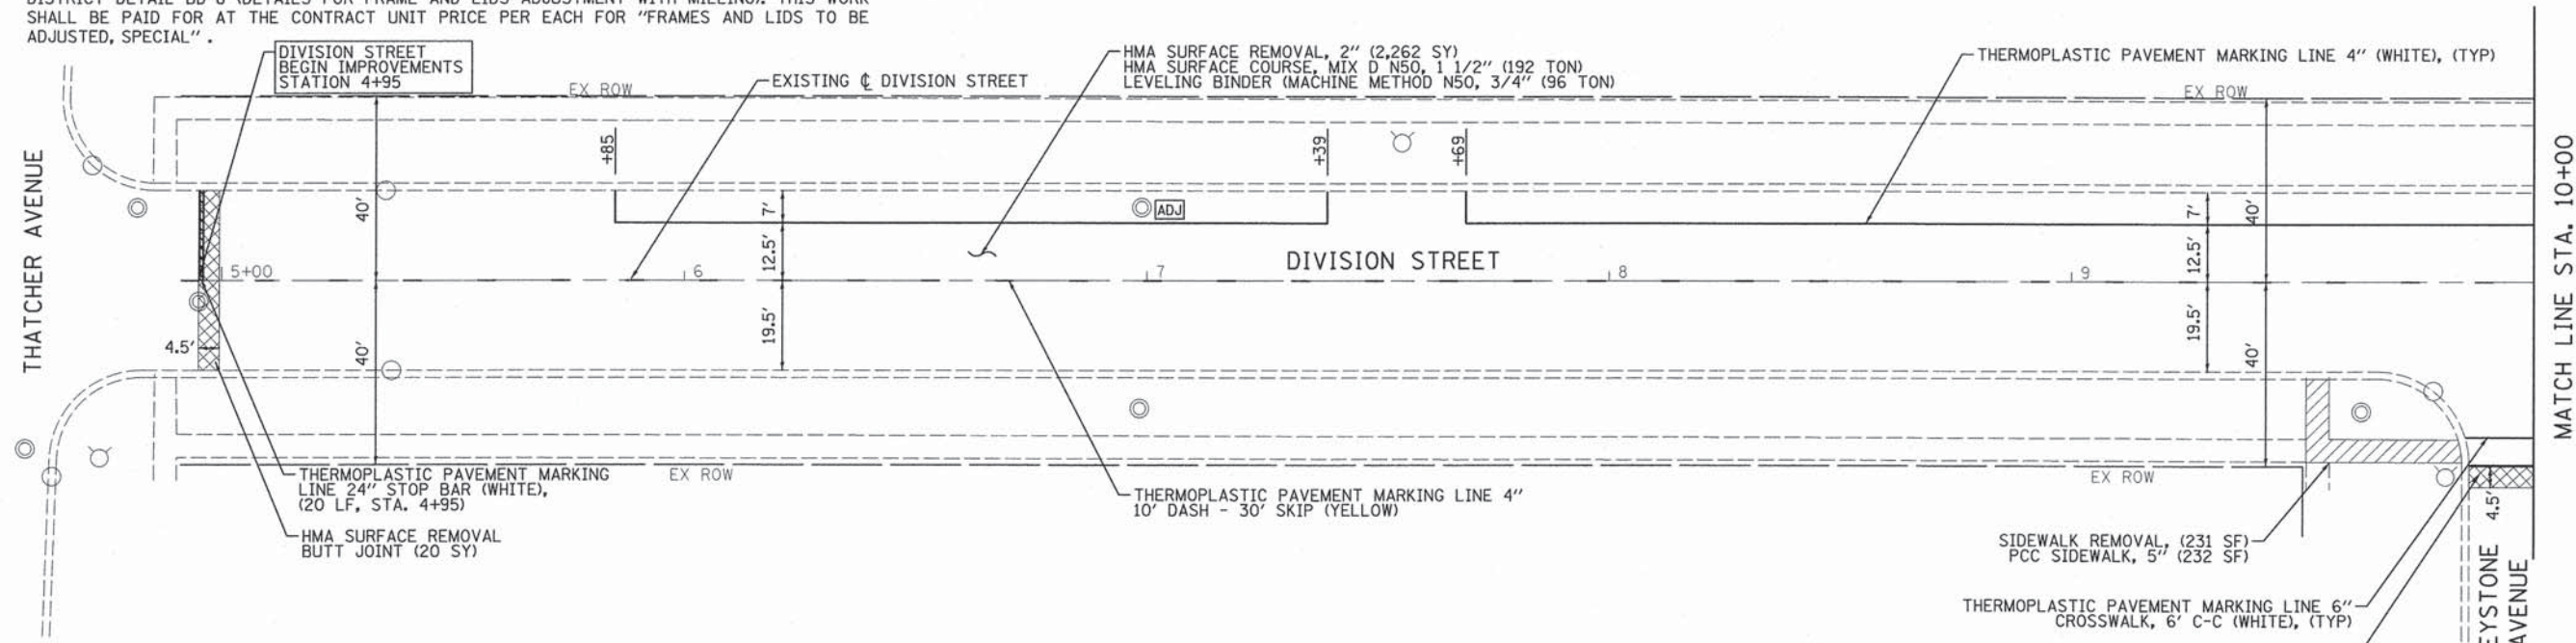 SHALL BE PAID FOR AT THE CONTRACT UNIT PRICE PER EACH FOR "FRAMES AND LIDS TO BE
ADJUSTED, SPECIAL".
DIVISION STREET
BEGIN IMPROVEMENTS
STATION 4+95
EX ROW
EXISTING ℄ DIVISION STREET
HMA SURFACE REMOVAL, 2" (2,262 SY)
HMA SURFACE COURSE, MIX D N50, 1 1/2" (192 TON)
LEVELING BINDER (MACHINE METHOD N50, 3/4" (96 TON)
THERMOPLASTIC PAVEMENT MARKING LINE 4" (WHITE), (TYP)
EX ROW
THATCHER AVENUE
+85
+39
+69
40'
7'
ADJ
7'
40'
12.5'
DIVISION STREET
12.5'
5+00
6
7
8
9
19.5'
19.5'
4.5'
40'
40'
MATCH LINE STA. 10+00
THERMOPLASTIC PAVEMENT MARKING
LINE 24" STOP BAR (WHITE),
(20 LF, STA. 4+95)
EX ROW
HMA SURFACE REMOVAL
BUTT JOINT (20 SY)
THERMOPLASTIC PAVEMENT MARKING LINE 4"
10' DASH - 30' SKIP (YELLOW)
EX ROW
4.5'
SIDEWALK REMOVAL, (231 SF)
PCC SIDEWALK, 5" (232 SF)
THERMOPLASTIC PAVEMENT MARKING LINE 6"
CROSSWALK, 6' C-C (WHITE), (TYP)
EYSTONE
AVENUE